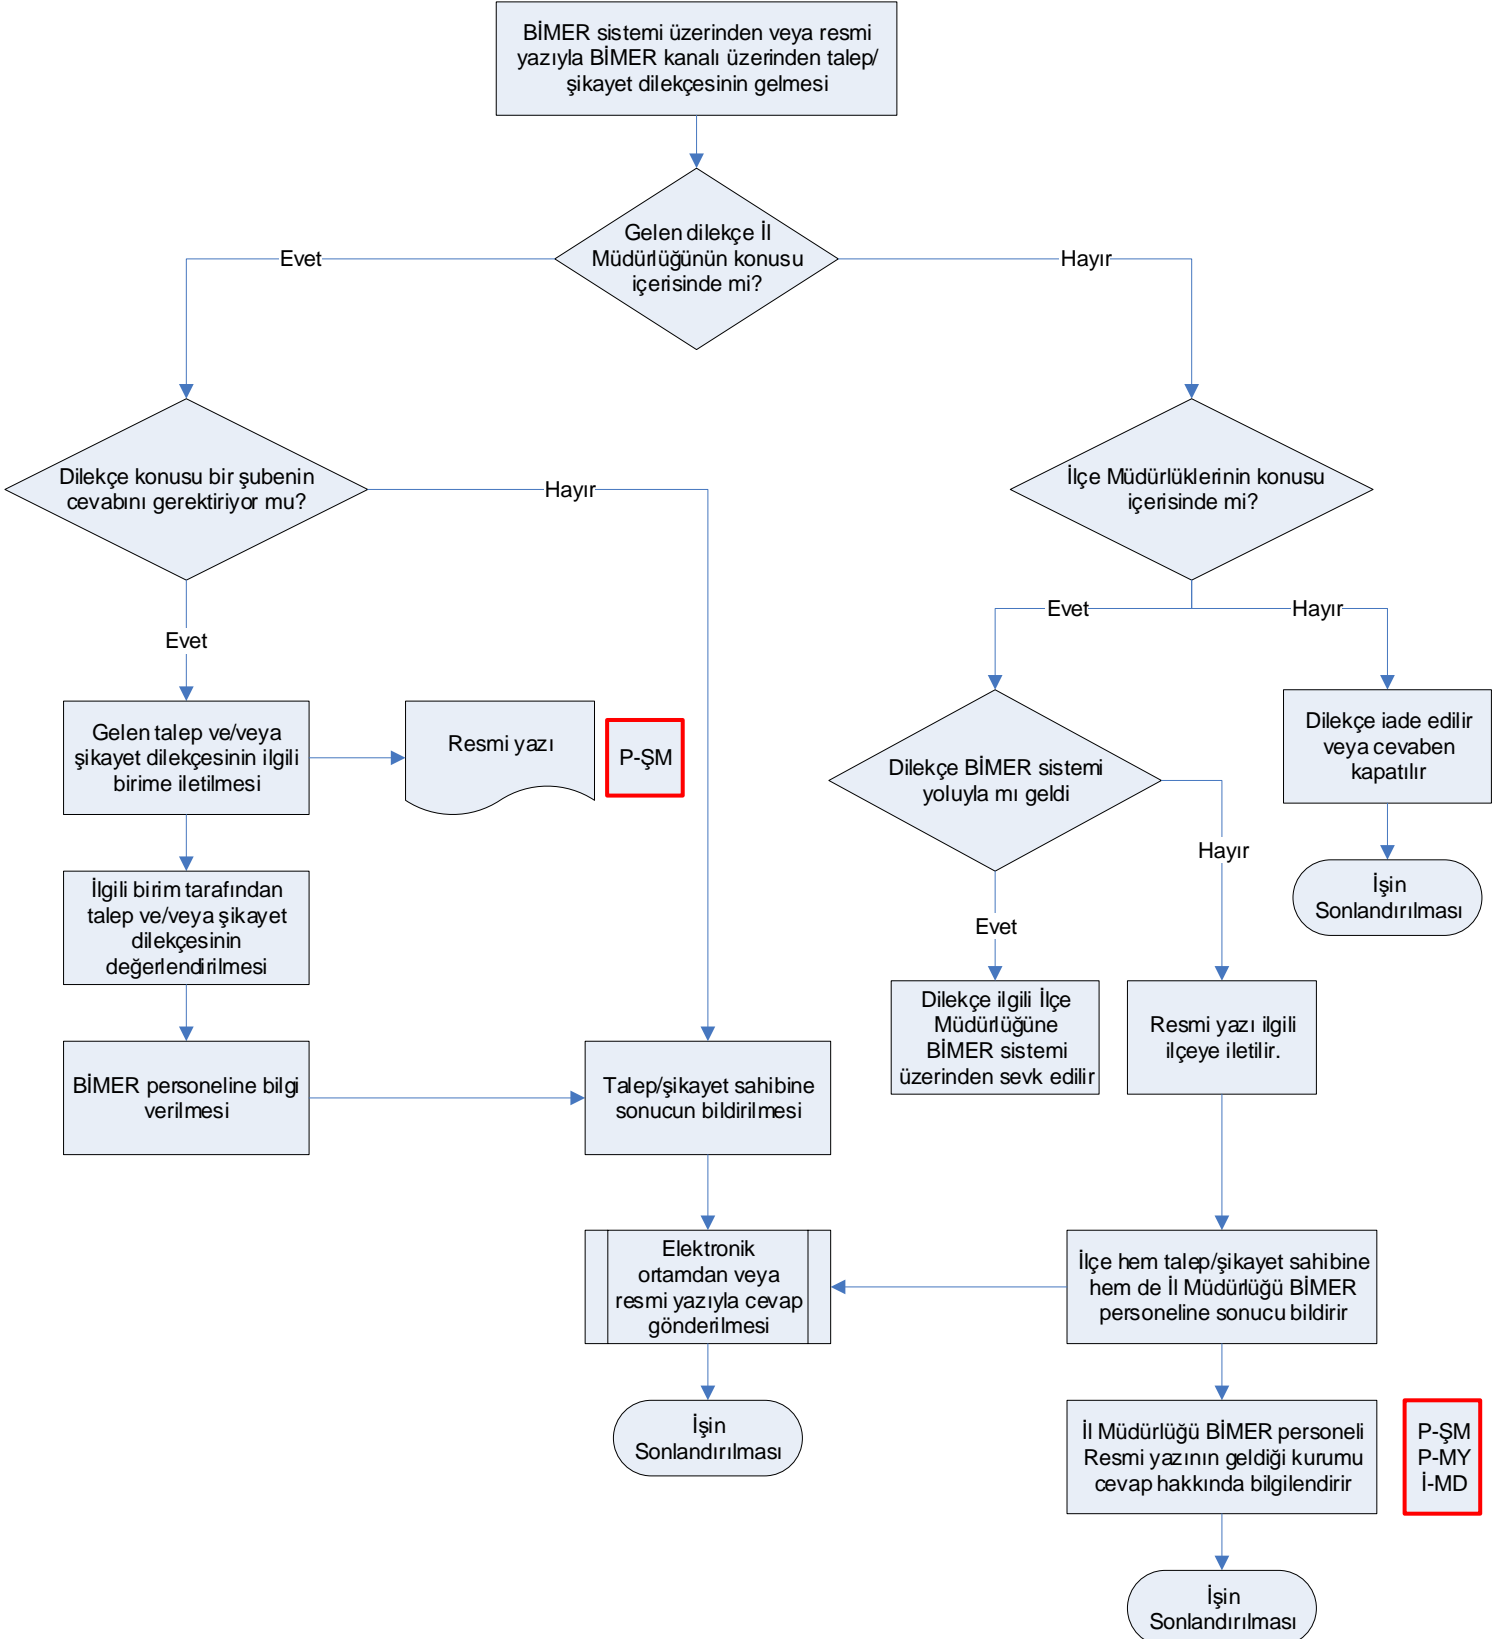 BİMER sistemi üzerinden veya resmi
yazıyla BİMER kanalı üzerinden talep/
şikayet dilekçesinin gelmesi
Gelen dilekçe İl
Müdürlüğünün konusu
içerisinde mi?
Evet
Hayır
Dilekçe konusu bir şubenin
cevabını gerektiriyor mu?
Hayır
İlçe Müdürlüklerinin konusu
içerisinde mi?
Evet
Evet
Hayır
Gelen talep ve/veya
şikayet dilekçesinin ilgili
birime iletilmesi
Resmi yazı
P-ŞM
Dilekçe BİMER sistemi
yoluyla mı geldi
Dilekçe iade edilir
veya cevaben
kapatılır
Hayır
Evet
İşin
Sonlandırılması
İlgili birim tarafından
talep ve/veya şikayet
dilekçesinin
değerlendirilmesi
Dilekçe ilgili İlçe
Müdürlüğüne
BİMER sistemi
üzerinden sevk edilir
Resmi yazı ilgili
ilçeye iletilir.
BİMER personeline bilgi
verilmesi
Talep/şikayet sahibine
sonucun bildirilmesi
Elektronik
ortamdan veya
resmi yazıyla cevap
gönderilmesi
İlçe hem talep/şikayet sahibine
hem de İl Müdürlüğü BİMER
personeline sonucu bildirir
İşin
Sonlandırılması
İl Müdürlüğü BİMER personeli
Resmi yazının geldiği kurumu
cevap hakkında bilgilendirir
P-ŞM
P-MY
İ-MD
İşin
Sonlandırılması